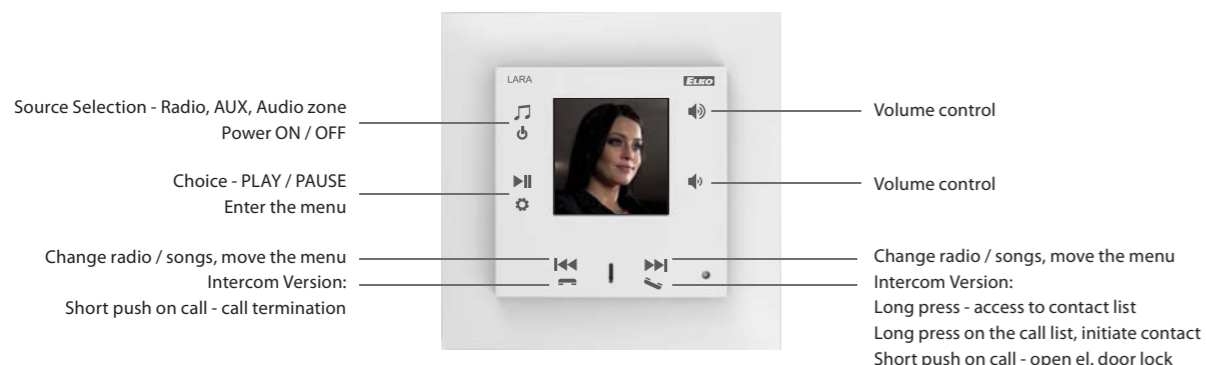 LARA
ELKO
Source Selection - Radio, AUX, Audio zone
Power ON / OFF
Choice - PLAY / PAUSE
Enter the menu
Change radio / songs, move the menu
Intercom Version:
Short push on call - call termination
Volume control
Volume control
Change radio / songs, move the menu
Intercom Version:
Long press - access to contact list
Long press on the call list, initiate contact
Short push on call - open el. door lock